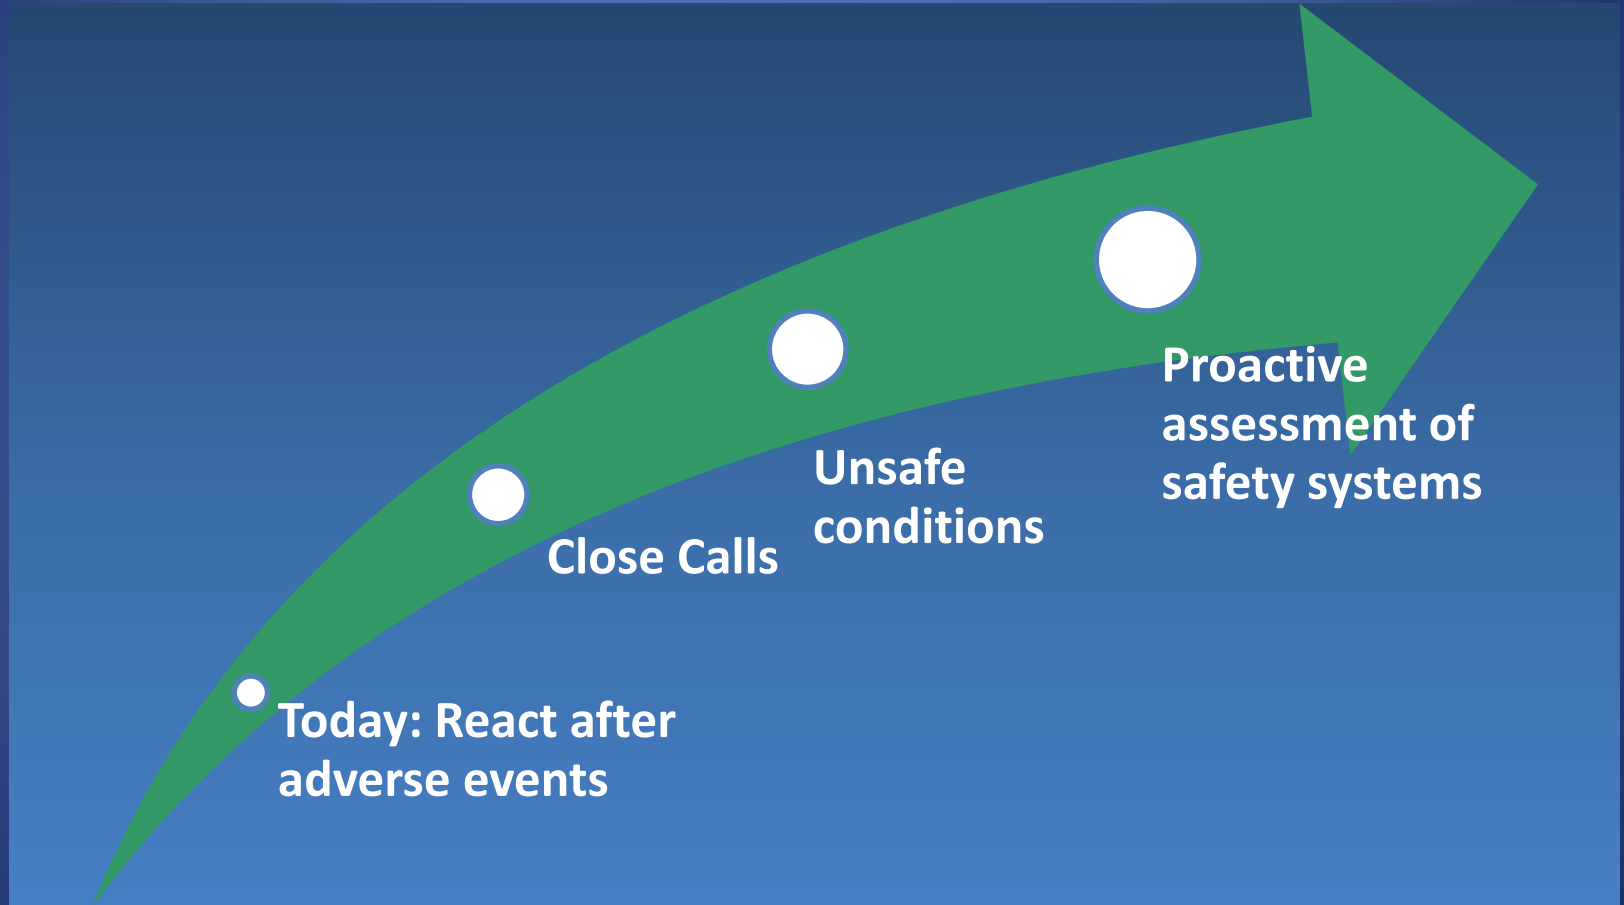 Today: React after
adverse events
Close Calls
Unsafe
conditions
Proactive
assessment of
safety systems